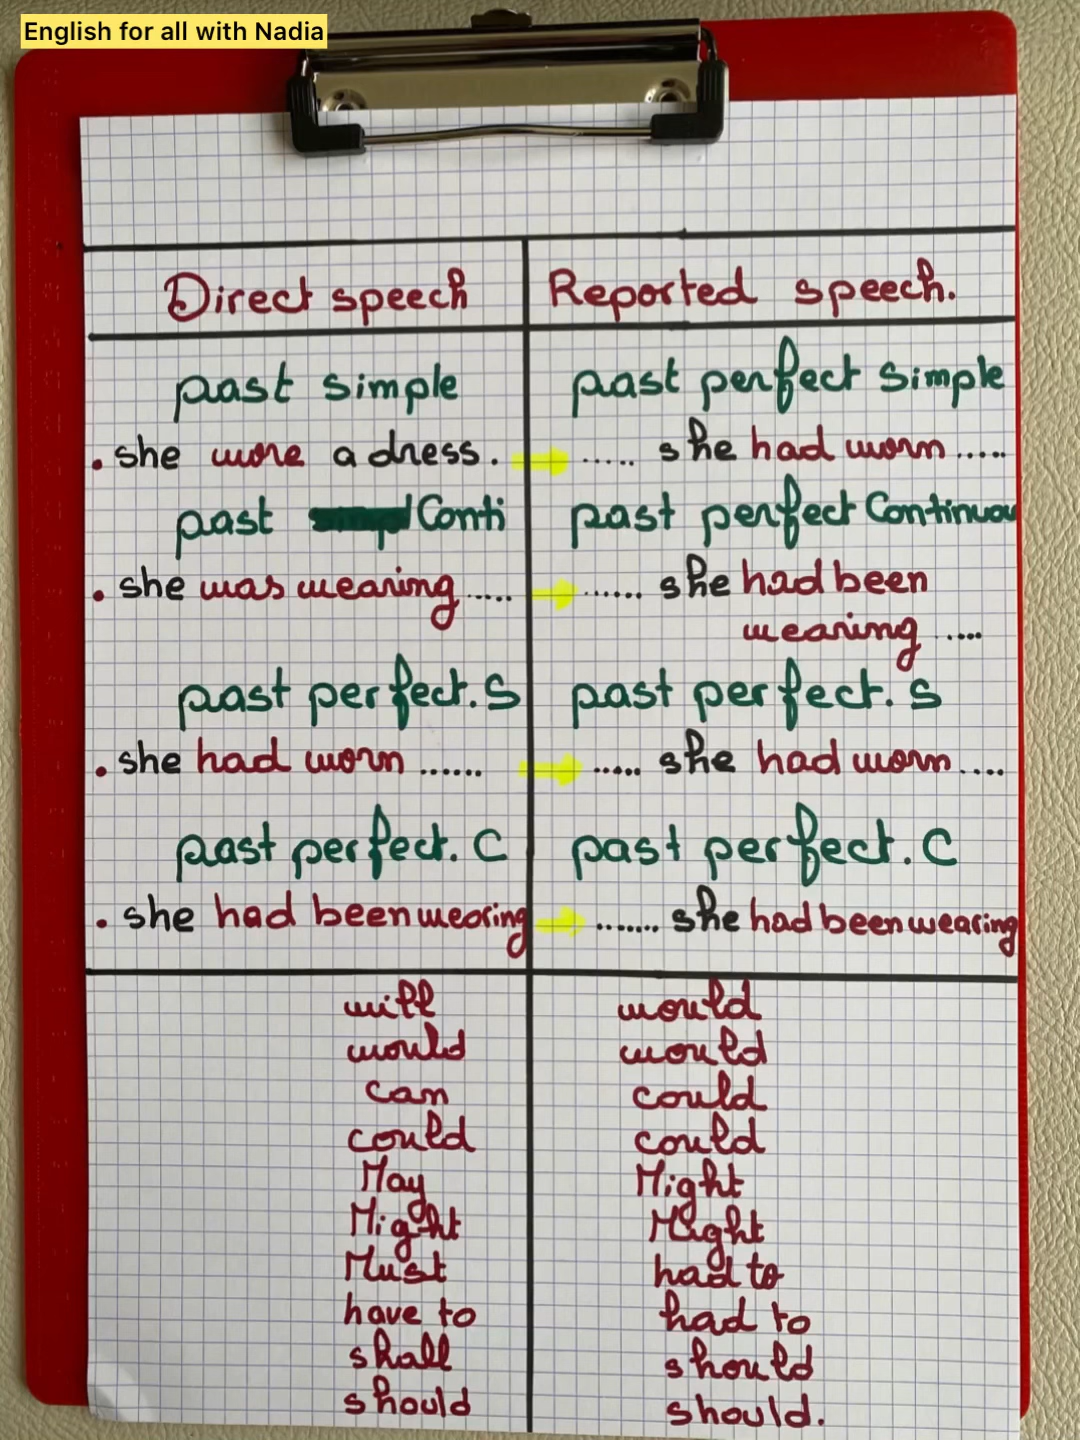 English for all with Nadia
Direct speech Reported speech.
past simple past perfect simple
. she wore a dress. ..... she had worn .....
past Conti past perfect Continuou
. she was wearing ..... ...... she had been
wearing .....
past perfect. S past perfect. s
. she had worn ...... ..... she had worn ....
past perfect. C past perfect. C
. she had been wearing ....... she had been wearing
will would
would would
can could
could could
May Might
Might Might
Must had to
have to had to
shall should
should should.